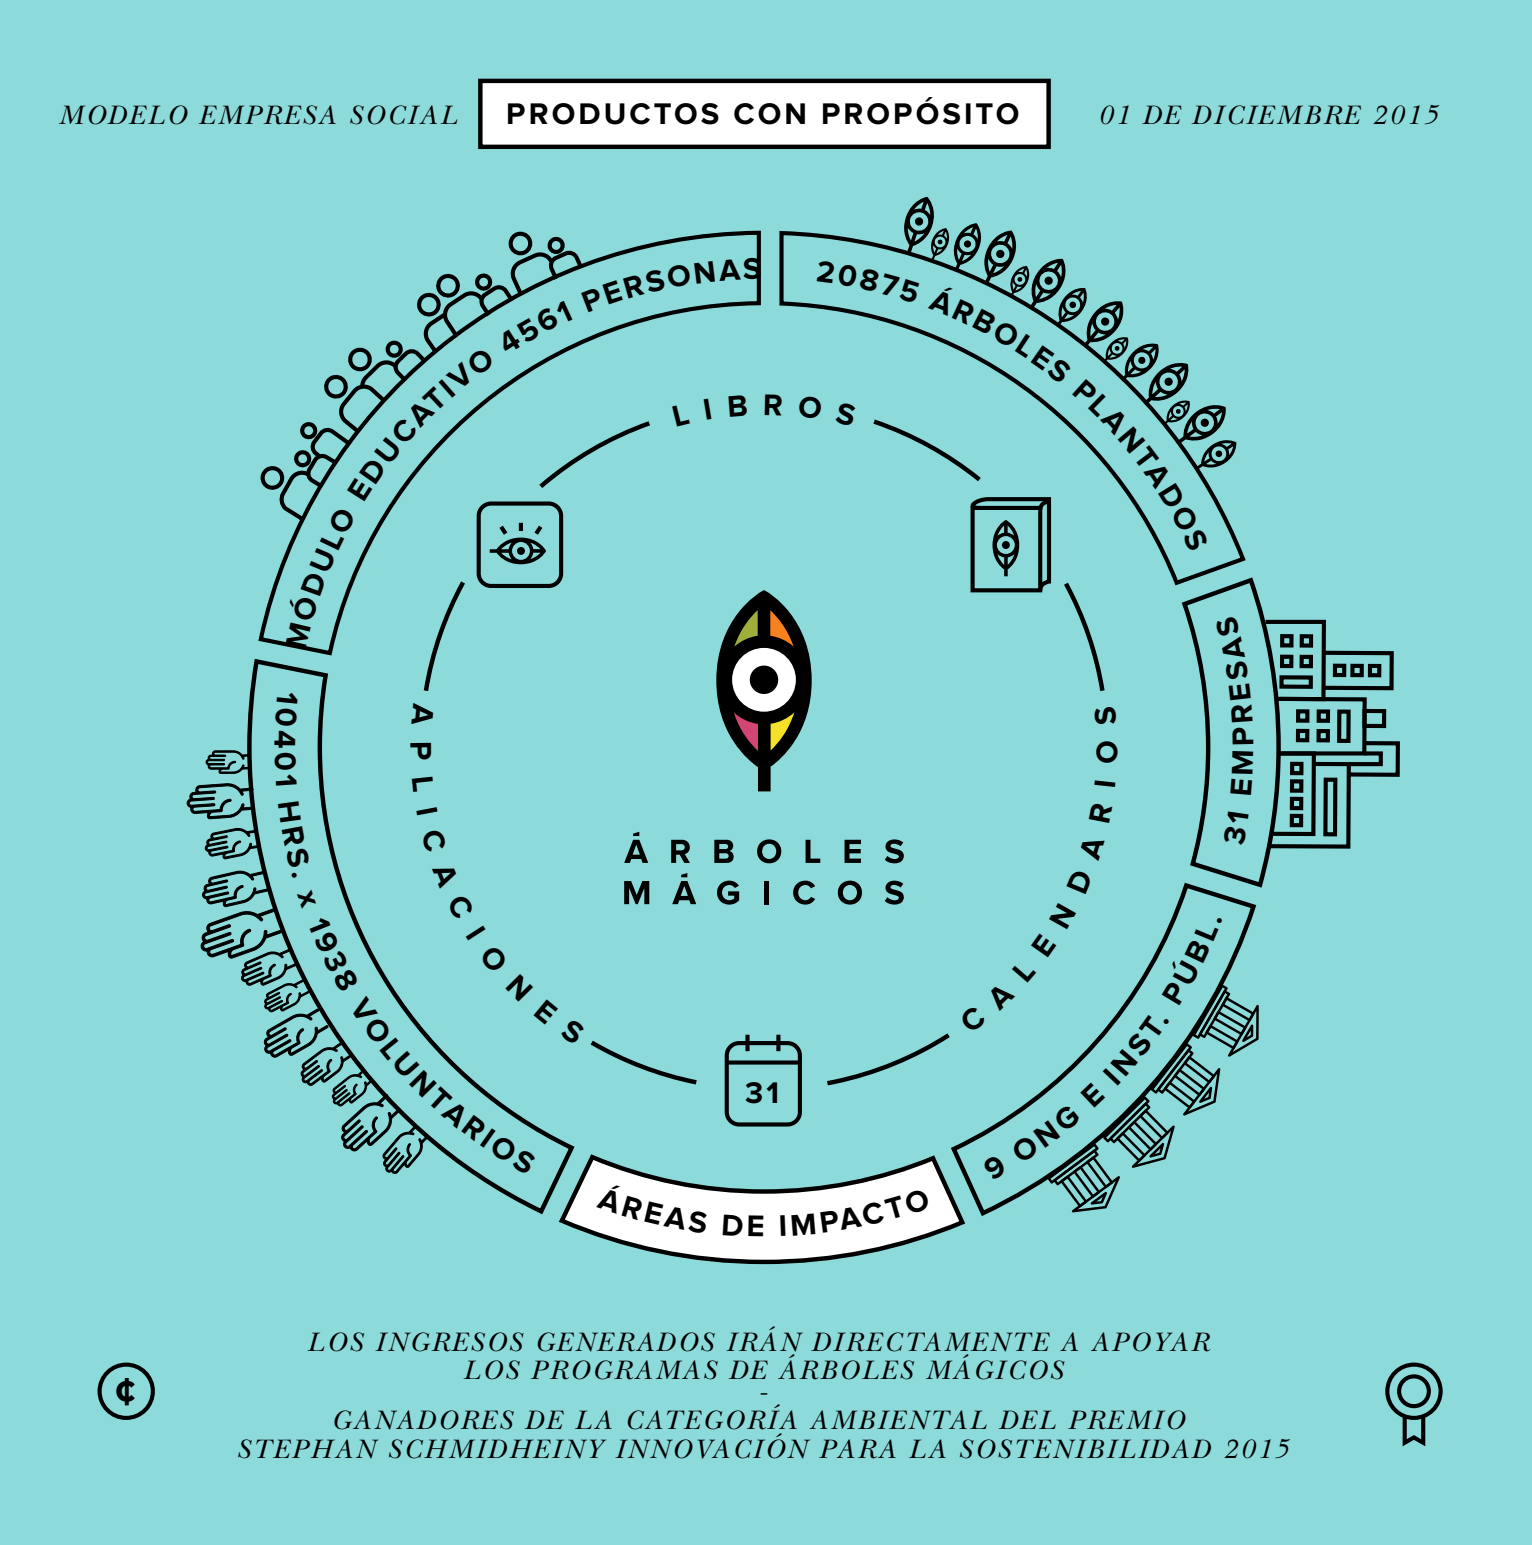 MODELO EMPRESA SOCIAL
PRODUCTOS CON PROPÓSITO
01 DE DICIEMBRE 2015
MÓDULO EDUCATIVO 4561 PERSONAS
20875 ÁRBOLES PLANTADOS
31 EMPRESAS
9 ONG E INST. PÚBL.
ÁREAS DE IMPACTO
10401 HRS. x 1938 VOLUNTARIOS
LIBROS
CALENDARIOS
APLICACIONES
31
ÁRBOLES
MÁGICOS
LOS INGRESOS GENERADOS IRÁN DIRECTAMENTE A APOYAR
LOS PROGRAMAS DE ÁRBOLES MÁGICOS
-
GANADORES DE LA CATEGORÍA AMBIENTAL DEL PREMIO
STEPHAN SCHMIDHEINY INNOVACIÓN PARA LA SOSTENIBILIDAD 2015
¢